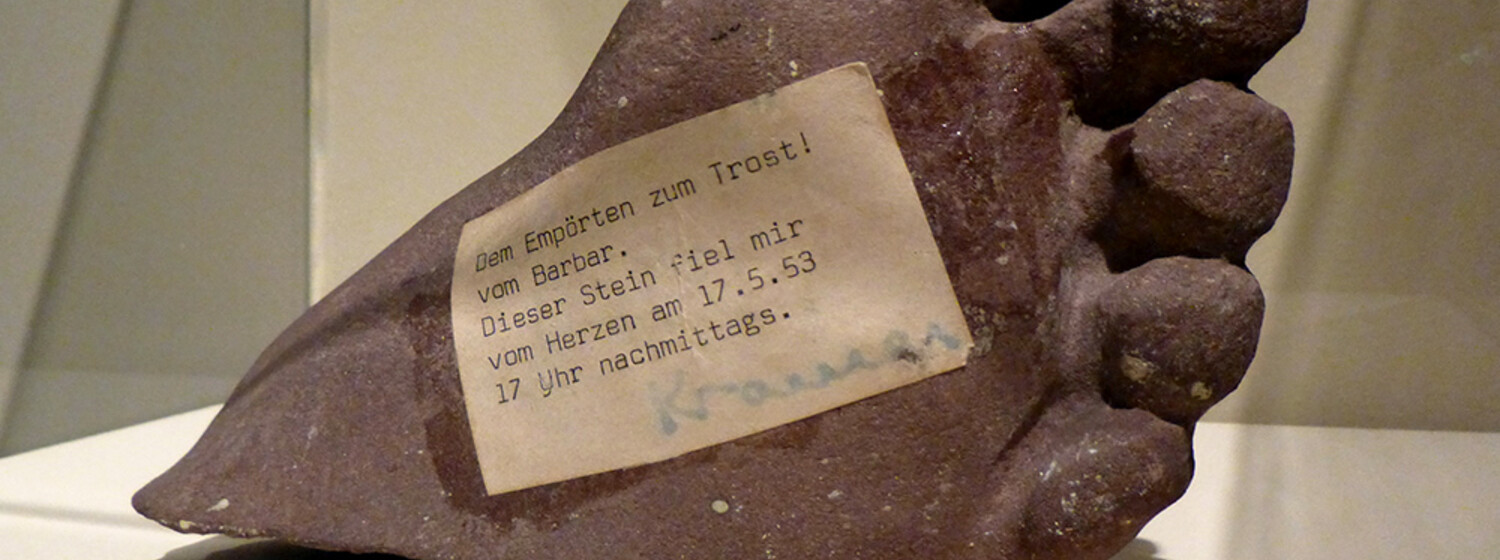 Dem Empörten zum Trost!
vom Barbar.
Dieser Stein fiel mir
vom Herzen am 17.5.53
17 Uhr nachmittags.